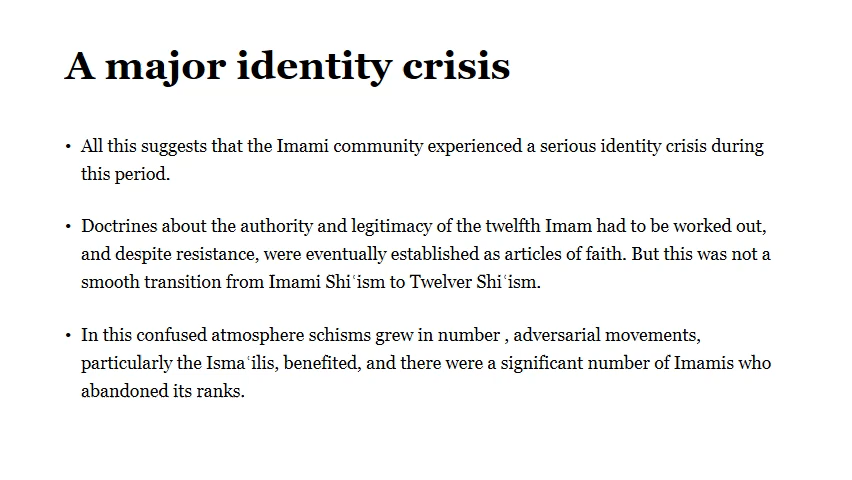 A major identity crisis
• All this suggests that the Imami community experienced a serious identity crisis during
this period.
• Doctrines about the authority and legitimacy of the twelfth Imam had to be worked out,
and despite resistance, were eventually established as articles of faith. But this was not a
smooth transition from Imami Shiʿism to Twelver Shiʿism.
• In this confused atmosphere schisms grew in number , adversarial movements,
particularly the Ismaʿilis, benefited, and there were a significant number of Imamis who
abandoned its ranks.